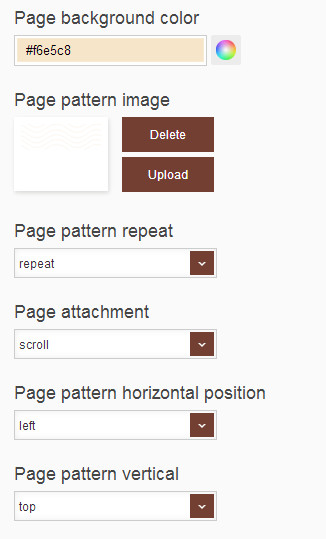 Page background color
#f6e5c8
Page pattern image
Delete
Upload
Page pattern repeat
repeat
Page attachment
scroll
Page pattern horizontal position
left
Page pattern vertical
top